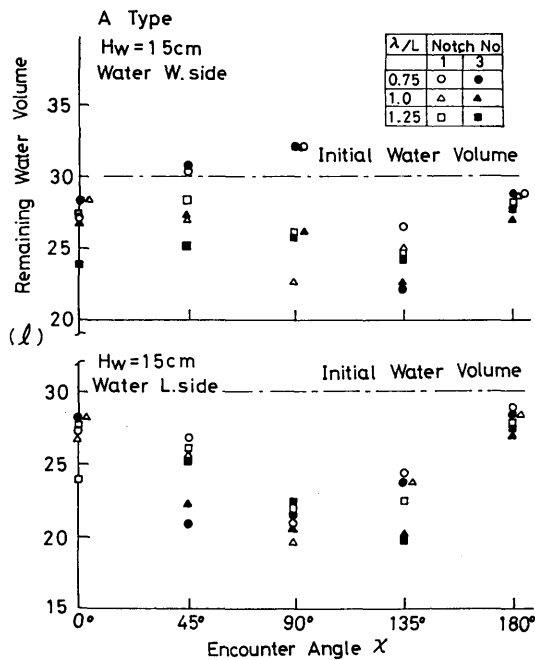 A Type
Hw=15cm
Water W.side
λ/L Notch No
1 3
0.75 ○ ●
1.0 △ ▲
1.25 □ ■
35
30
25
20
Initial Water Volume
Remaining Water Volume
(ℓ)
Hw=15cm
Water L.side
Initial Water Volume
30
25
20
15
0° 45° 90° 135° 180°
Encounter Angle χ